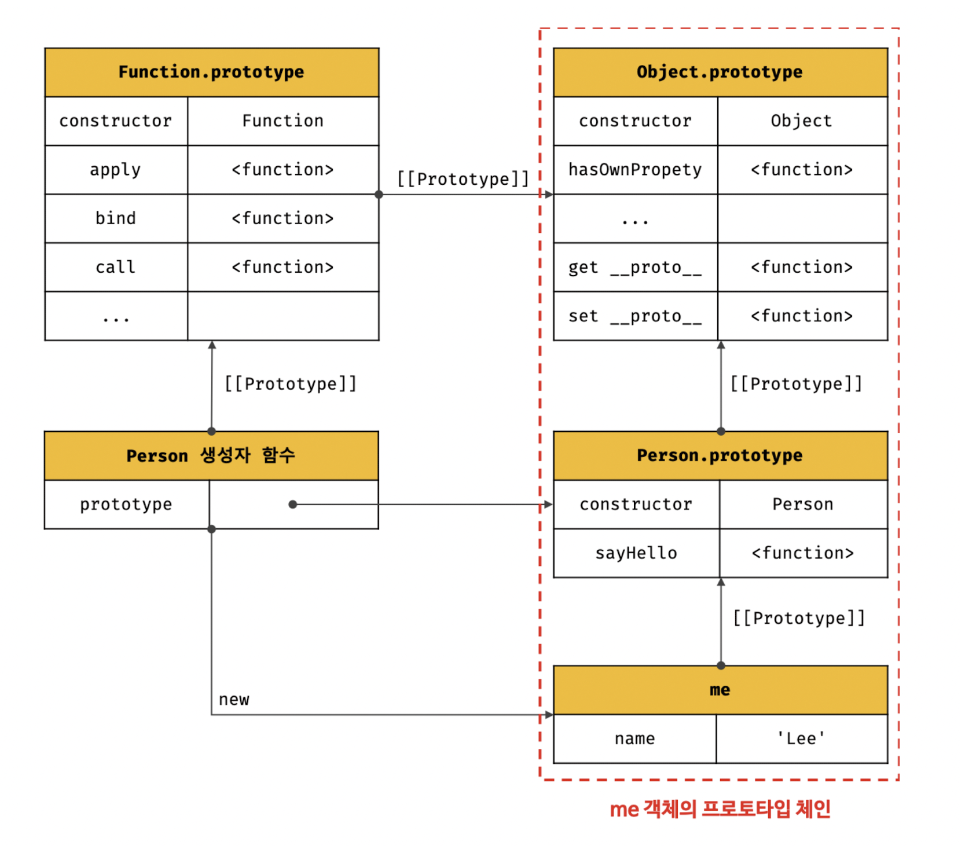 Function.prototype
constructor Function
apply <function>
bind <function>
call <function>
...
[[Prototype]]
Object.prototype
constructor Object
hasOwnPropety <function>
...
get __proto__ <function>
set __proto__ <function>
[[Prototype]]
[[Prototype]]
Person 생성자 함수
prototype
Person.prototype
constructor Person
sayHello <function>
[[Prototype]]
new
me
name 'Lee'
me 객체의 프로토타입 체인